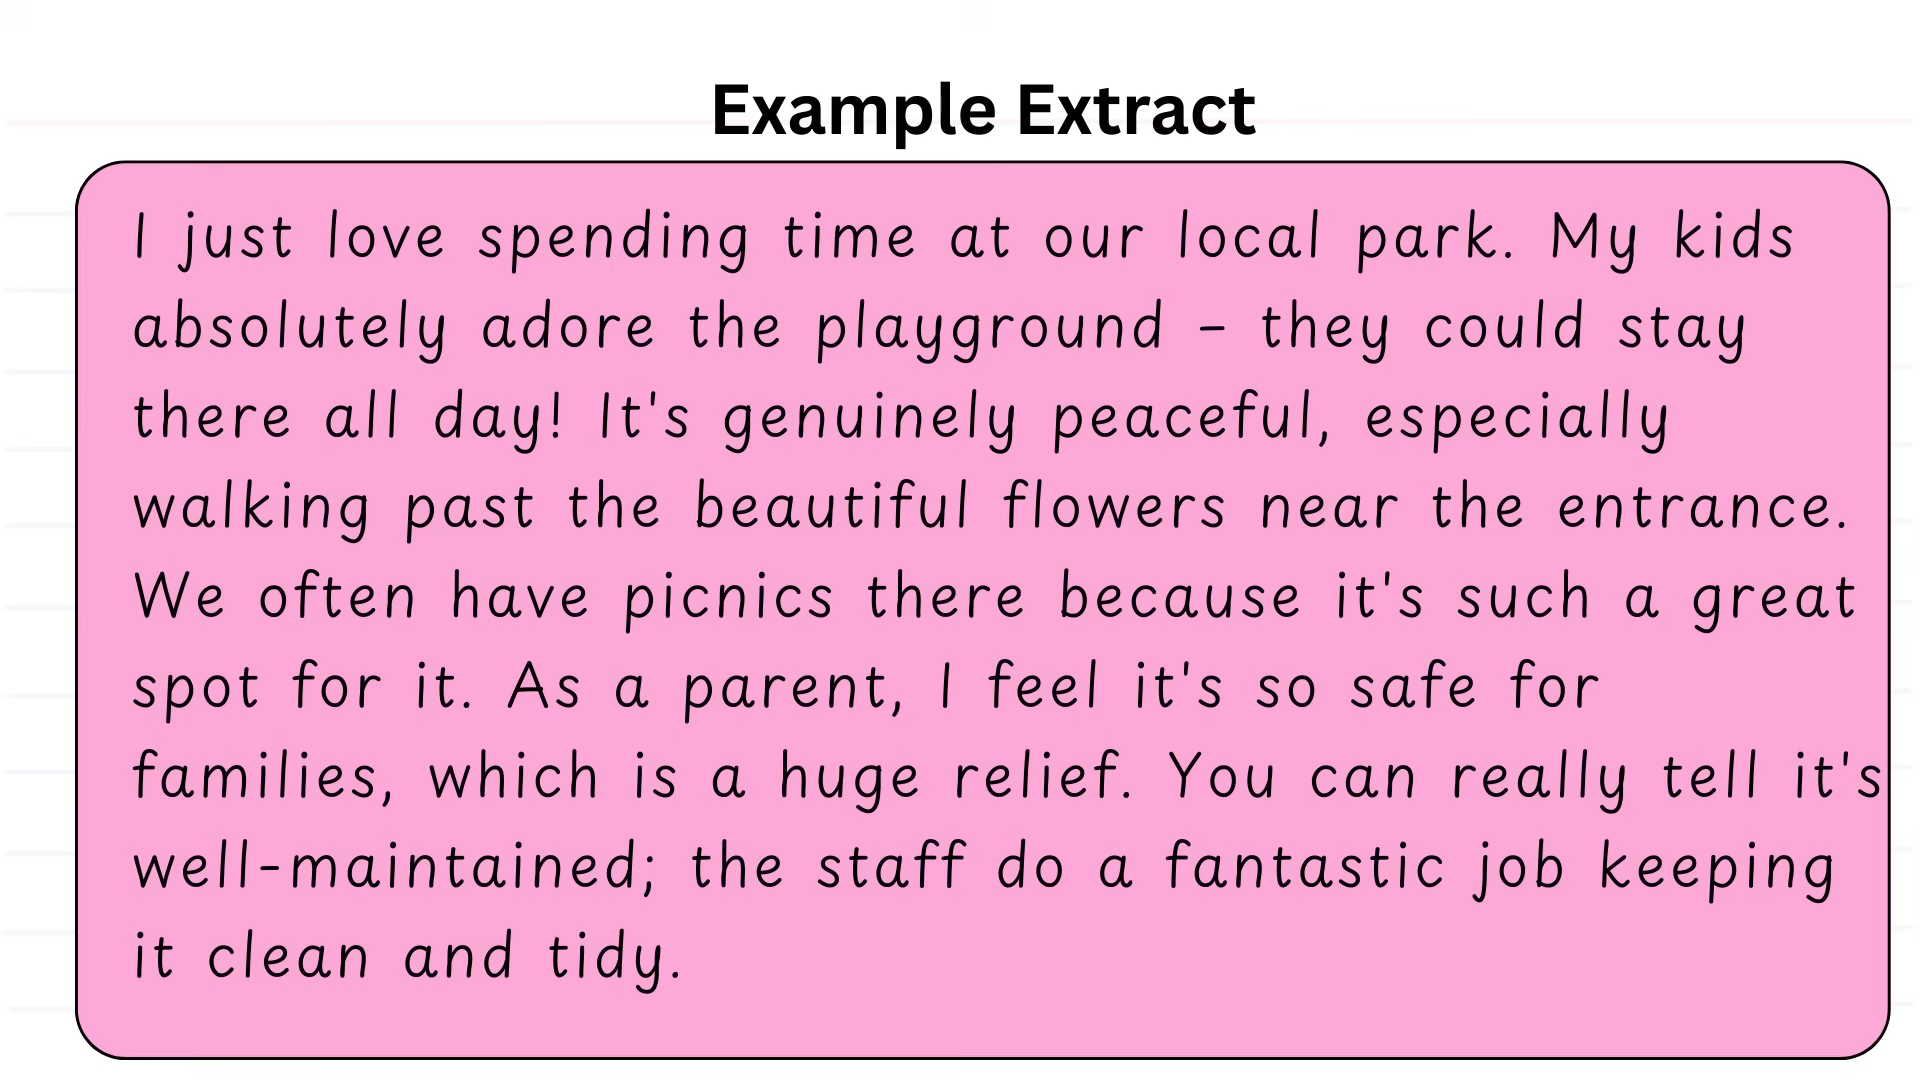 Example Extract
I just love spending time at our local park. My kids
absolutely adore the playground – they could stay
there all day! It's genuinely peaceful, especially
walking past the beautiful flowers near the entrance.
We often have picnics there because it's such a great
spot for it. As a parent, I feel it's so safe for
families, which is a huge relief. You can really tell it's
well-maintained; the staff do a fantastic job keeping
it clean and tidy.